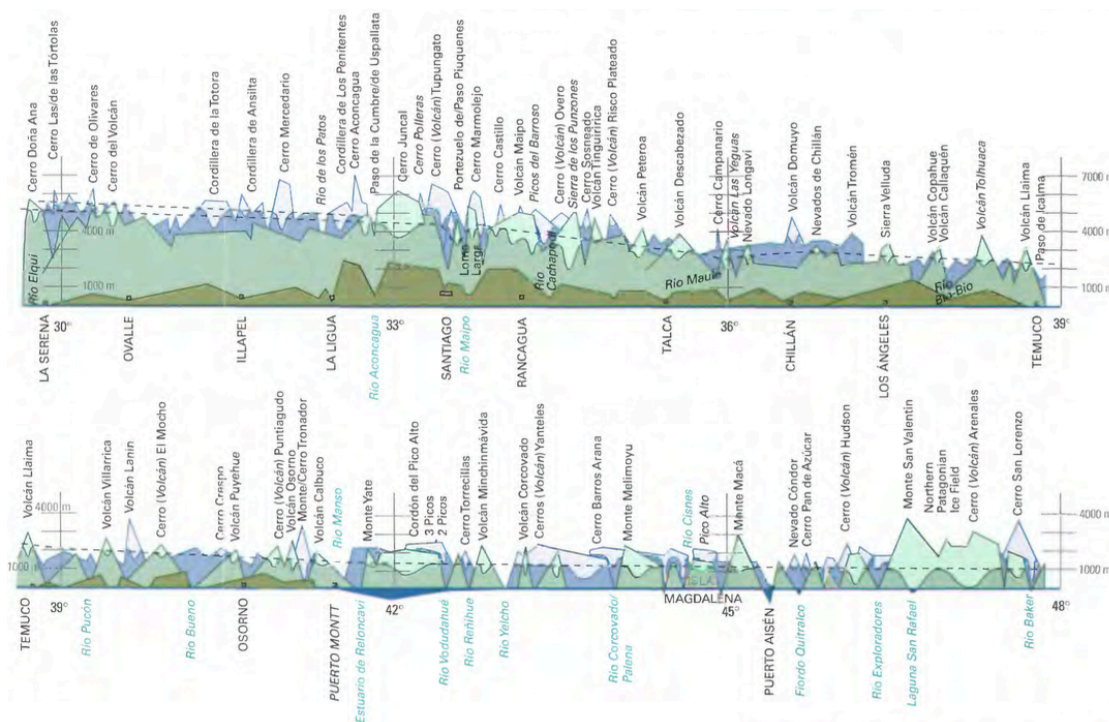 Cerro Doña Ana
Cerro Las/de las Tórtolas
Cerro de Olivares
Cerro del Volcán
Cordillera de la Totora
Cordillera de Ansilta
Cerro Mercedario
Río de los Patos
Cordillera de Los Penitentes
Cerro Aconcagua
Paso de la Cumbre/de Uspallata
Cerro Juncal
Cerro Polleras
Cerro (Volcán) Tupungato
Portezuelo de/Paso Piuquenes
Cerro Marmolejo
Cerro Castillo
Volcán Maipo
Picos del Barroso
Cerro (Volcán) Overo
Sierra de los Punzones
Cerro Sosneado
Volcán Tinguiririca
Cerro (Volcán) Risco Plateado
Volcán Peteroa
Volcán Descabezado
Cerro Campanario
Volcán Las Yeguas
Nevado Longaví
Volcán Domuyo
Nevados de Chillán
Volcán Tromén
Sierra Velluda
Volcán Copahue
Volcán Callaquén
Volcán Tolhuaca
Volcán Llaima
Paso de Icalma
7000 m
4000 m
4000 m
1000 m
1000 m
Río Elqui
Loma
Larga
Río
Cachapoal
Río Maule
Río
Bío-Bío
30°
33°
36°
39°
LA SERENA
OVALLE
ILLAPEL
LA LIGUA
Río Aconcagua
SANTIAGO
Río Maipo
RANCAGUA
TALCA
CHILLÁN
LOS ÁNGELES
TEMUCO
Volcán Llaima
Volcán Villarrica
Volcán Lanin
Cerro (Volcán) El Mocho
Cerro Crespo
Volcán Puyehue
Cerro (Volcán) Puntiagudo
Volcán Osorno
Monte/Cerro Tronador
Volcán Calbuco
Río Manso
Monte Yate
Cordón del Pico Alto
3 Picos
2 Picos
Cerro Torrecillas
Volcán Minchinmávida
Volcán Corcovado
Cerros (Volcán) Yanteles
Cerro Barros Arana
Monte Melimoyu
Río Cisnes
Pico Alto
Mente Macá
Nevado Cóndor
Cerro Pan de Azúcar
Cerro (Volcán) Hudson
Monte San Valentin
Northern
Patagonian
Ice Field
Cerro (Volcán) Arenales
Cerro San Lorenzo
4000 m
4000 m
1000 m
1000 m
ISLA
MAGDALENA
39°
42°
45°
48°
TEMUCO
Río Pucón
Río Bueno
OSORNO
PUERTO MONTT
Estuario de Reloncaví
Río Vodudahué
Río Reñihue
Río Yelcho
Río Corcovado/
Palena
PUERTO AISÉN
Fiordo Quitralco
Río Exploradores
Laguna San Rafael
Río Baker